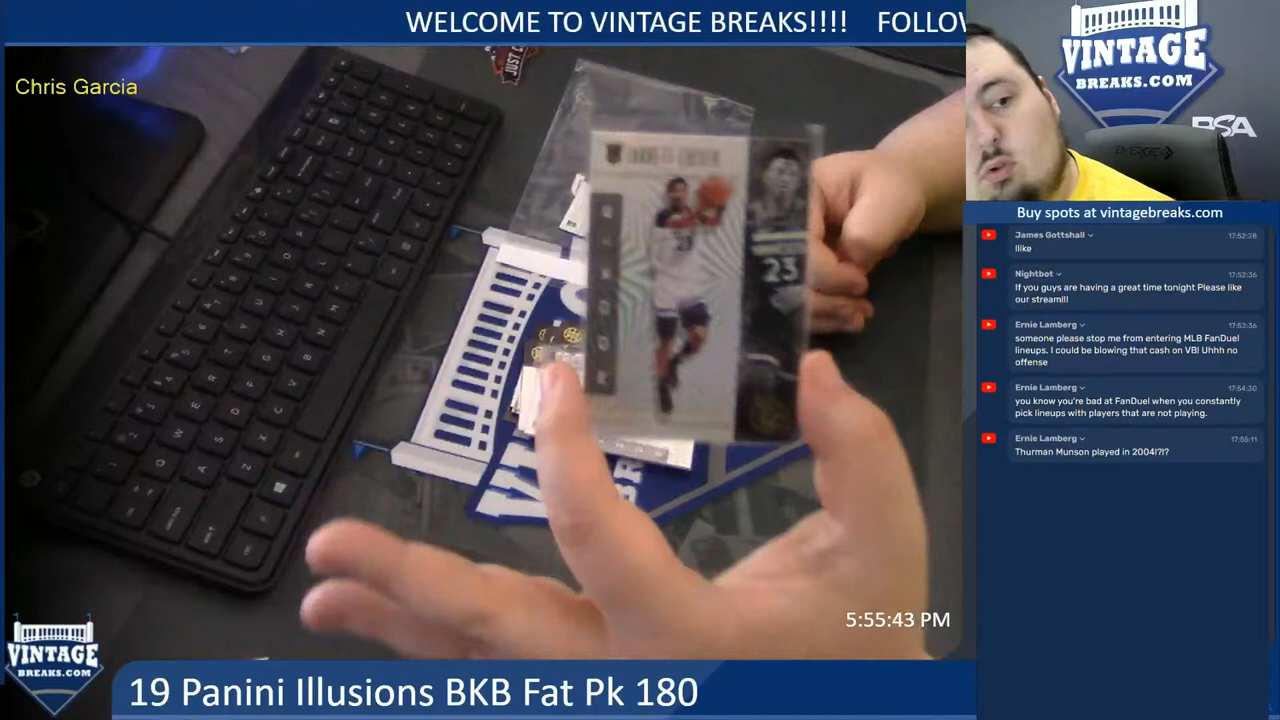 WELCOME TO VINTAGE BREAKS!!!! FOLLOW
Chris Garcia
JUST
VINTAGE
BREAKS.COM
PSA
Buy spots at vintagebreaks.com
James Gottshall 17:52:28
llike
Nightbot 17:52:36
If you guys are having a great time tonight Please like
our stream!!!
Ernie Lamberg 17:52:36
someone please stop me from entering MLB FanDuel
lineups. I could be blowing that cash on VB! Uhhh no
offense
Ernie Lamberg 17:54:30
you know you're bad at FanDuel when you constantly
pick lineups with players that are not playing.
Ernie Lamberg 17:55:11
Thurman Munson played in 2004!?!?
23
5:55:43 PM
VINTAGE
BREAKS.COM
19 Panini Illusions BKB Fat Pk 180